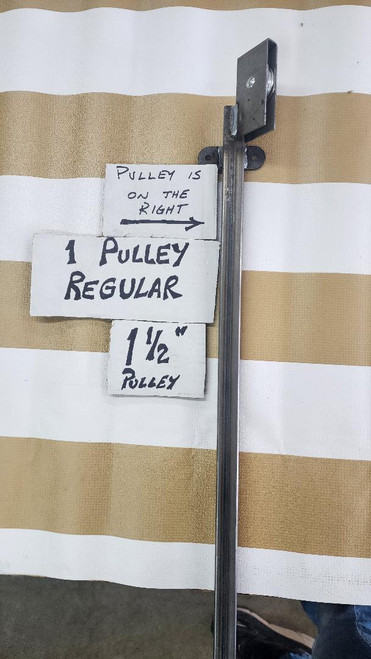 PULLEY IS
ON THE
RIGHT
1 PULLEY
REGULAR
1 1/2"
PULLEY